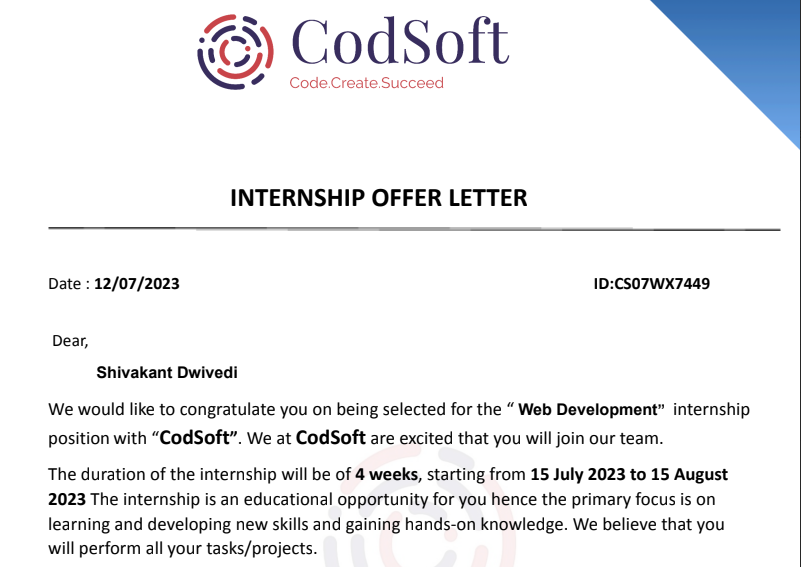 CodSoft
Code.Create.Succeed
INTERNSHIP OFFER LETTER
Date : 12/07/2023 ID:CS07WX7449
Dear,
Shivakant Dwivedi
We would like to congratulate you on being selected for the “ Web Development” internship
position with “CodSoft”. We at CodSoft are excited that you will join our team.
The duration of the internship will be of 4 weeks, starting from 15 July 2023 to 15 August
2023 The internship is an educational opportunity for you hence the primary focus is on
learning and developing new skills and gaining hands-on knowledge. We believe that you
will perform all your tasks/projects.